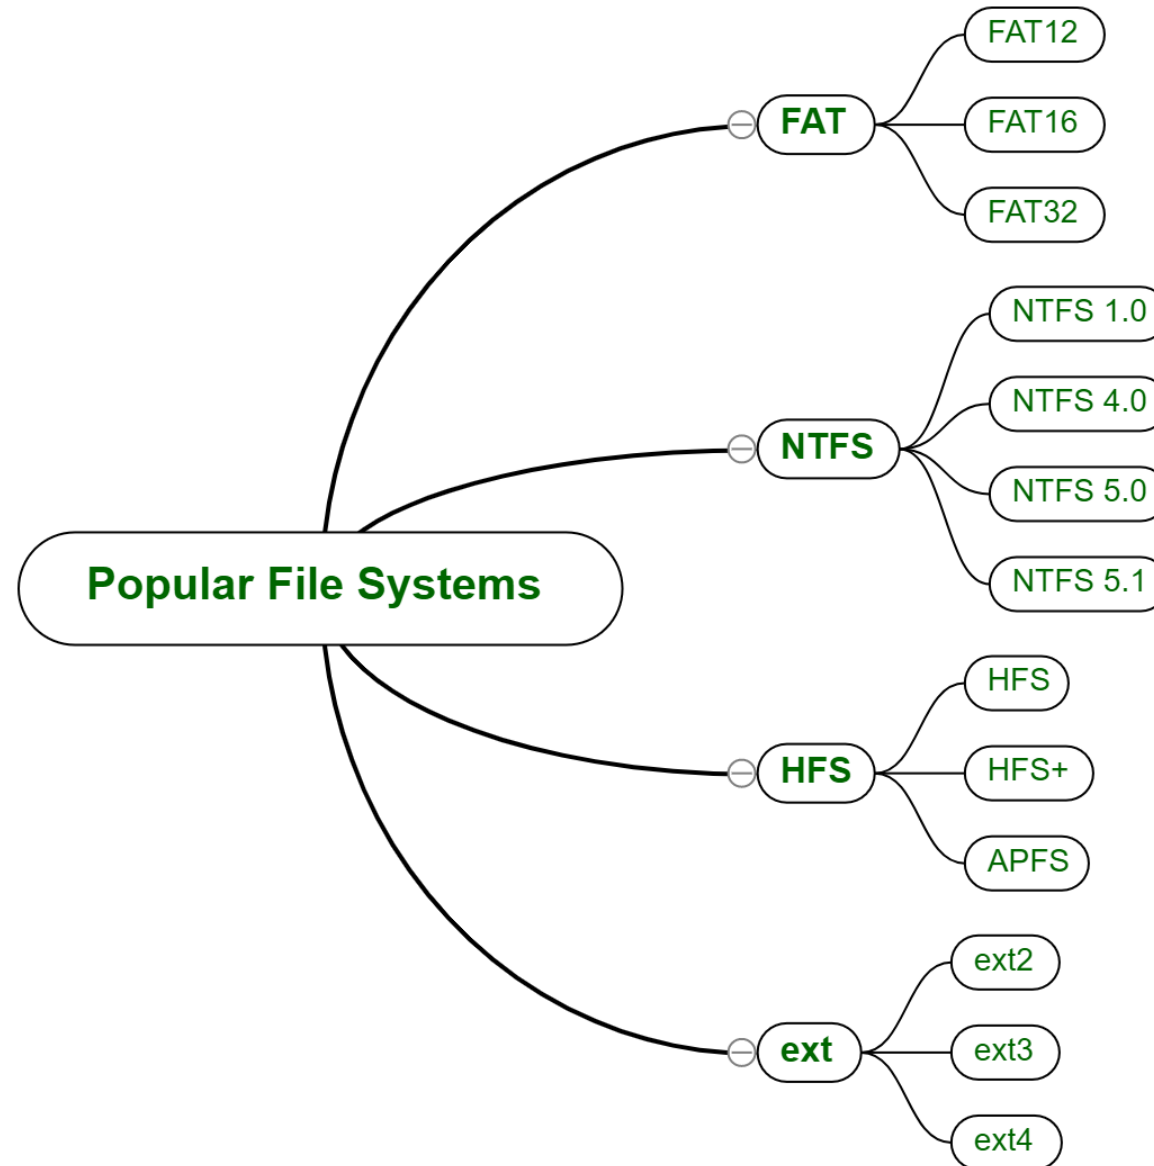 Popular File Systems
FAT
FAT12
FAT16
FAT32
NTFS
NTFS 1.0
NTFS 4.0
NTFS 5.0
NTFS 5.1
HFS
HFS
HFS+
APFS
ext
ext2
ext3
ext4